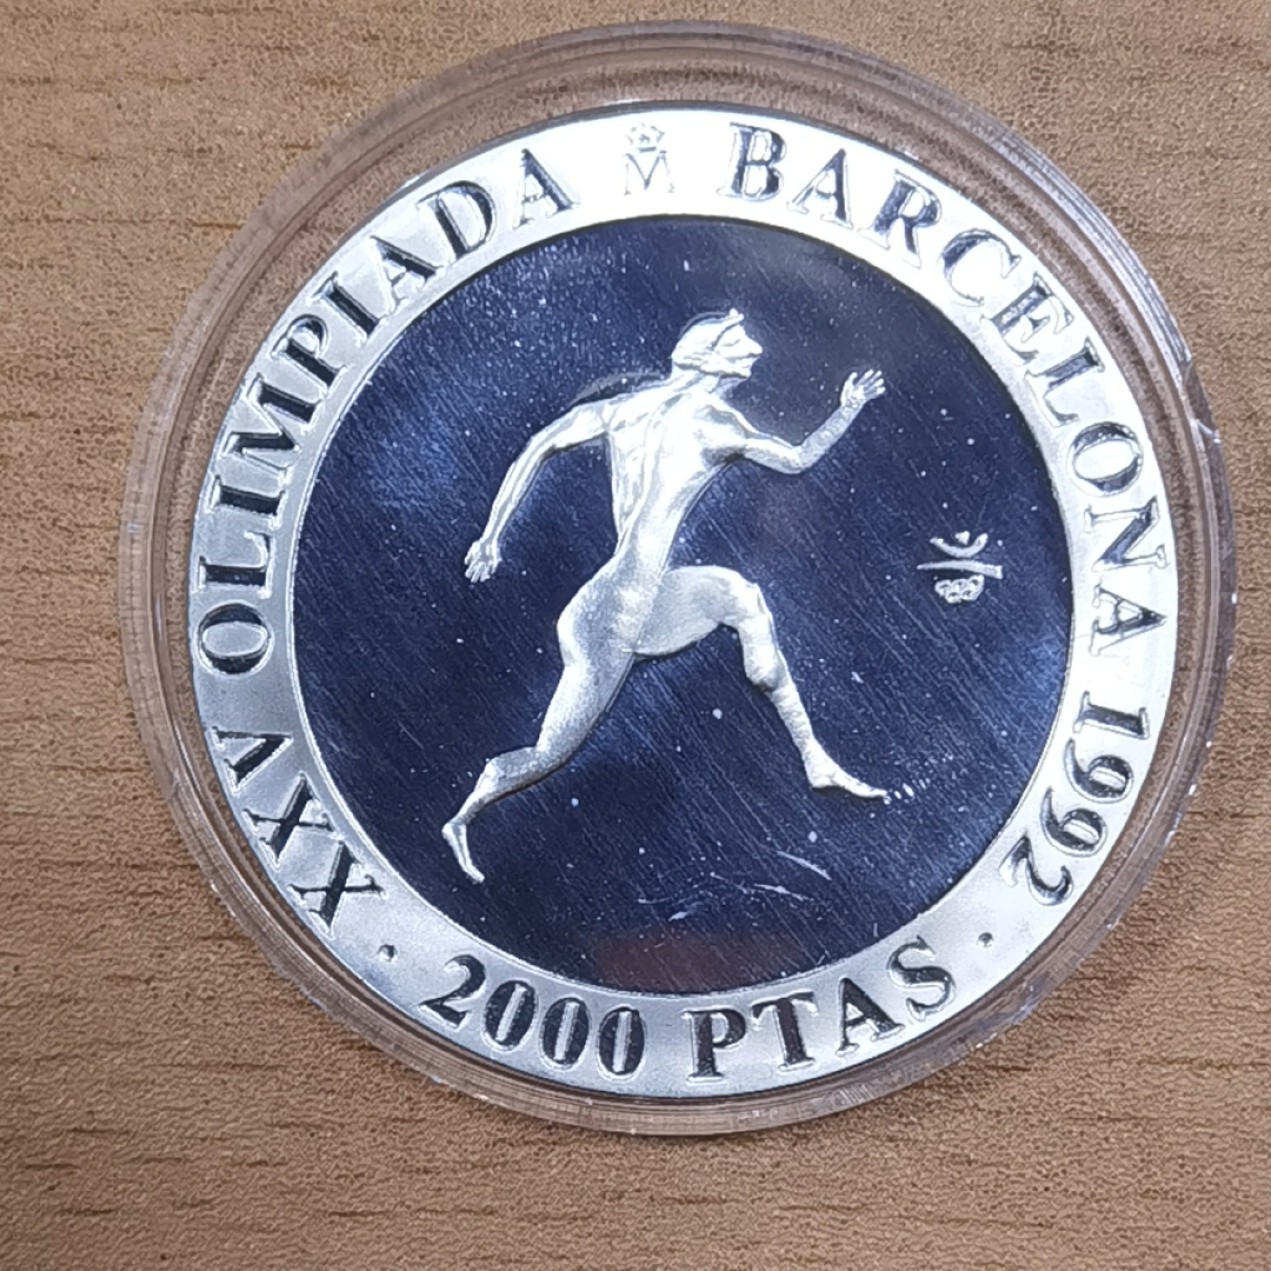 XXV OLIMPIADA M BARCELONA 1992
· 2000 PTAS ·